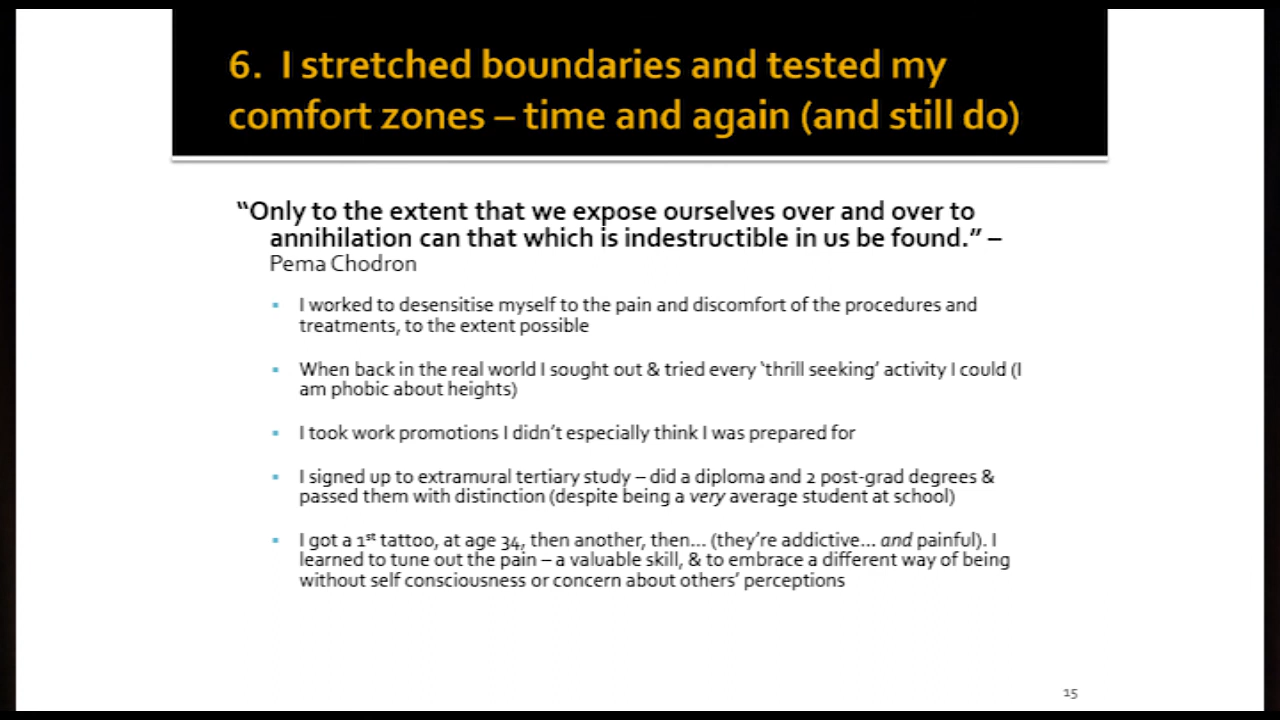 6. I stretched boundaries and tested my
comfort zones – time and again (and still do)
“Only to the extent that we expose ourselves over and over to
annihilation can that which is indestructible in us be found.” –
Pema Chodron
▪ I worked to desensitise myself to the pain and discomfort of the procedures and
treatments, to the extent possible
▪ When back in the real world I sought out & tried every ‘thrill seeking’ activity I could (I
am phobic about heights)
▪ I took work promotions I didn’t especially think I was prepared for
▪ I signed up to extramural tertiary study – did a diploma and 2 post-grad degrees &
passed them with distinction (despite being a very average student at school)
▪ I got a 1st tattoo, at age 34, then another, then... (they’re addictive... and painful). I
learned to tune out the pain – a valuable skill, & to embrace a different way of being
without self consciousness or concern about others’ perceptions
15